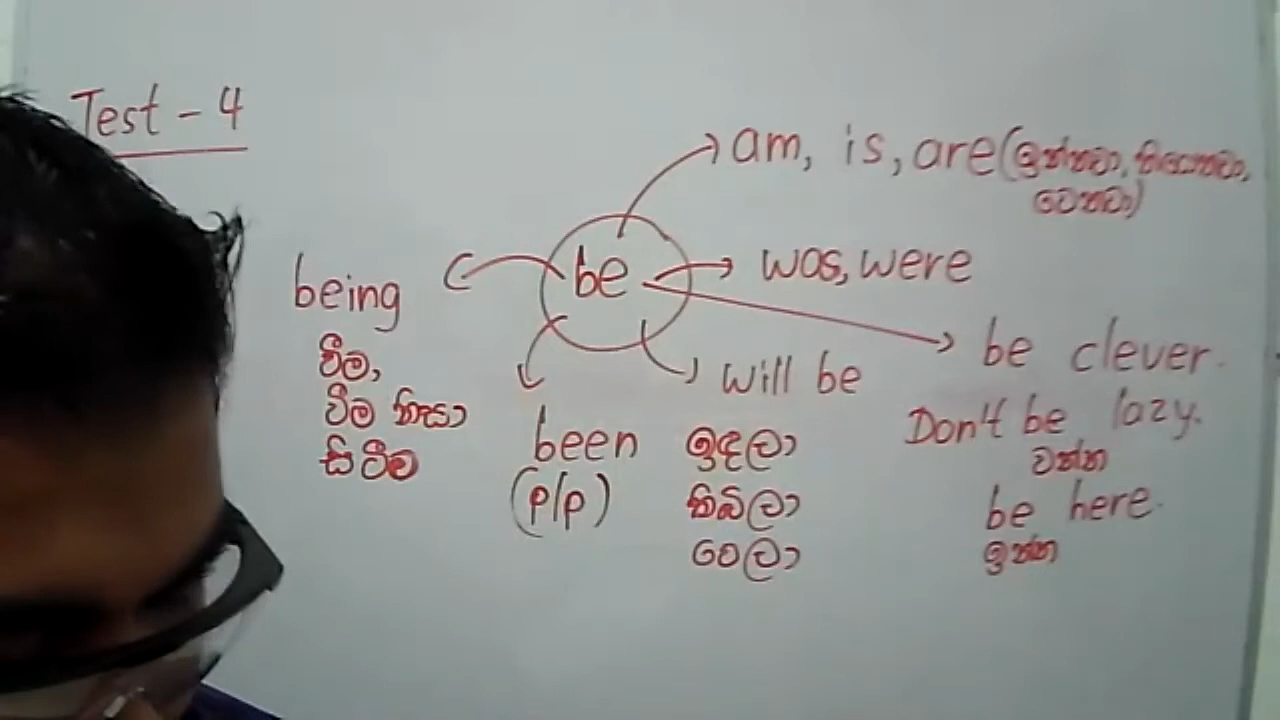 Test - 4
am, is, are (ඉන්නවා, තියෙනවා,
වෙනවා)
be
was, were
being
වීම,
වීම නිසා
සිටීම
been
(p/p)
will be
ඉඳලා
තිබිලා
වෙලා
be clever.
Don't be lazy.
වන්න
be here.
ඉන්න